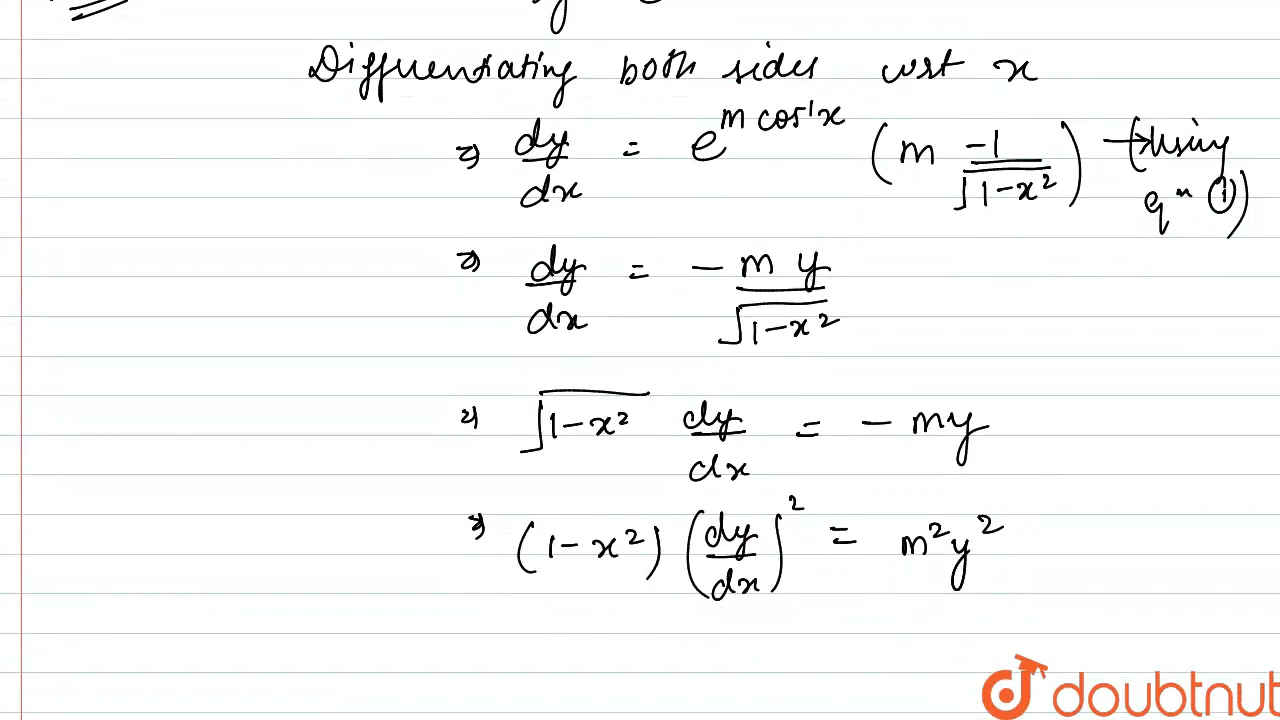 Differentiating both sides wrt x
⇒ dy/dx = e^(m cos⁻¹x) (m -1/√(1-x²)) → (Using
eqⁿ ①)
⇒ dy/dx = - m y/√(1-x²)
⇒ √(1-x²) dy/dx = - my
⇒ (1-x²) (dy/dx)² = m²y²
doubtnut